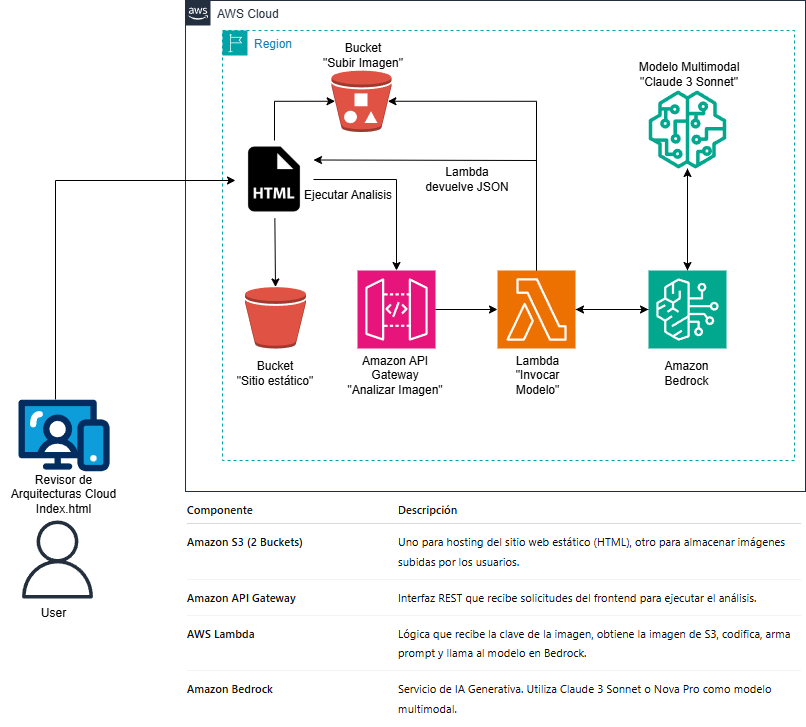 aws
AWS Cloud
Region
Bucket
"Subir Imagen"
Modelo Multimodal
"Claude 3 Sonnet"
HTML
Ejecutar Analisis
Lambda
devuelve JSON
</>
Bucket
"Sitio estático"
Amazon API
Gateway
"Analizar Imagen"
Lambda
"Invocar
Modelo"
Amazon
Bedrock
Revisor de
Arquitecturas Cloud
Index.html
User
Componente Descripción
Amazon S3 (2 Buckets) Uno para hosting del sitio web estático (HTML), otro para almacenar imágenes
subidas por los usuarios.
Amazon API Gateway Interfaz REST que recibe solicitudes del frontend para ejecutar el análisis.
AWS Lambda Lógica que recibe la clave de la imagen, obtiene la imagen de S3, codifica, arma
prompt y llama al modelo en Bedrock.
Amazon Bedrock Servicio de IA Generativa. Utiliza Claude 3 Sonnet o Nova Pro como modelo
multimodal.